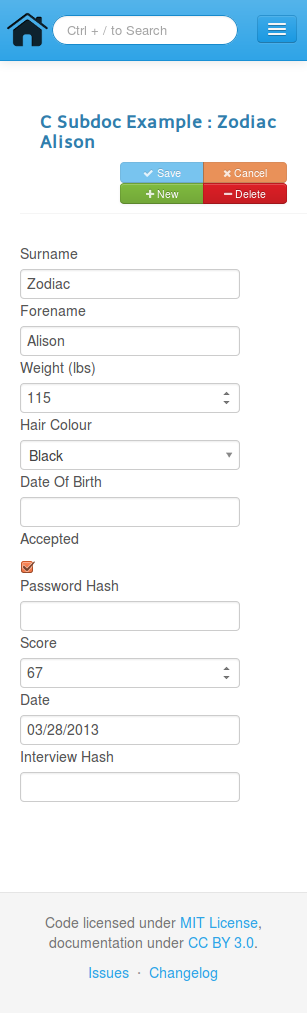 Ctrl + / to Search
C Subdoc Example : Zodiac
Alison
Save Cancel
New Delete
Surname
Zodiac
Forename
Alison
Weight (lbs)
115
Hair Colour
Black
Date Of Birth
Accepted
Password Hash
Score
67
Date
03/28/2013
Interview Hash
Code licensed under MIT License,
documentation under CC BY 3.0.
Issues · Changelog